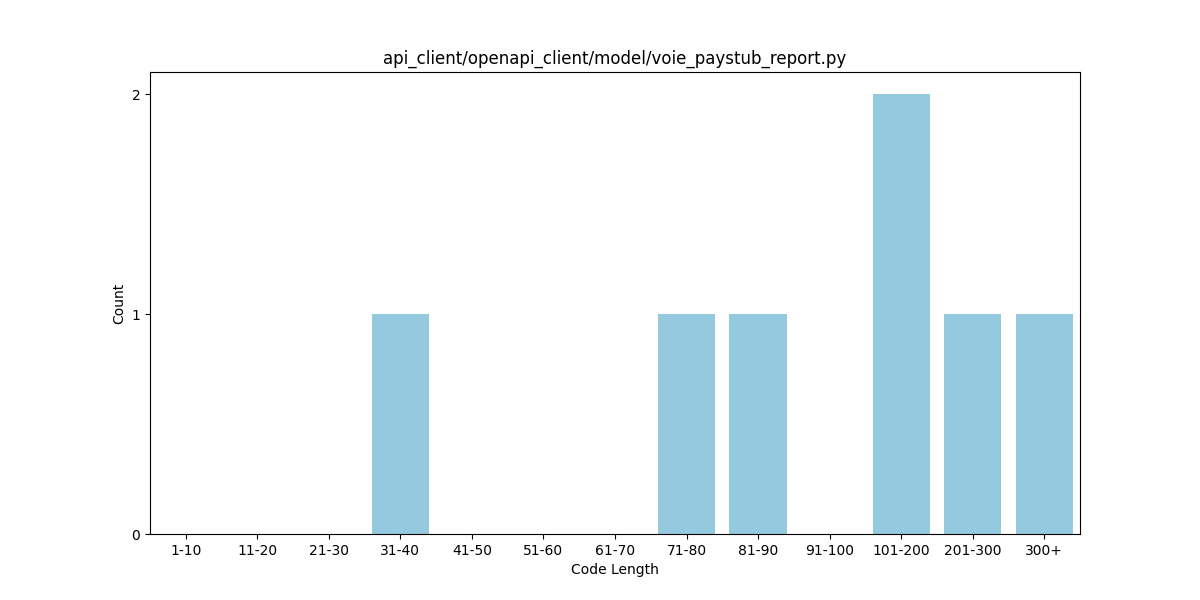 api_client/openapi_client/model/voie_paystub_report.py
2
1
0
Count
1-10 11-20 21-30 31-40 41-50 51-60 61-70 71-80 81-90 91-100 101-200 201-300 300+
Code Length